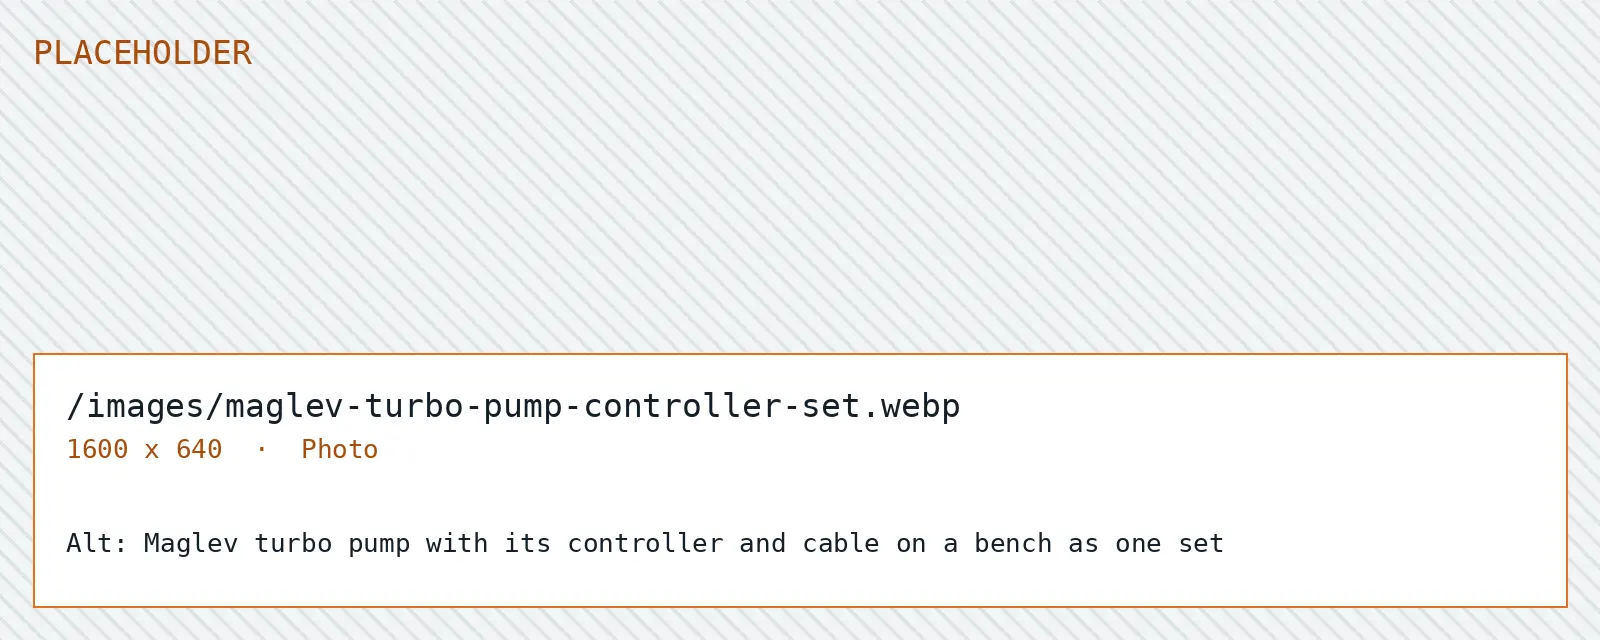 PLACEHOLDER
/images/maglev-turbo-pump-controller-set.webp
1600 x 640 · Photo
Alt: Maglev turbo pump with its controller and cable on a bench as one set